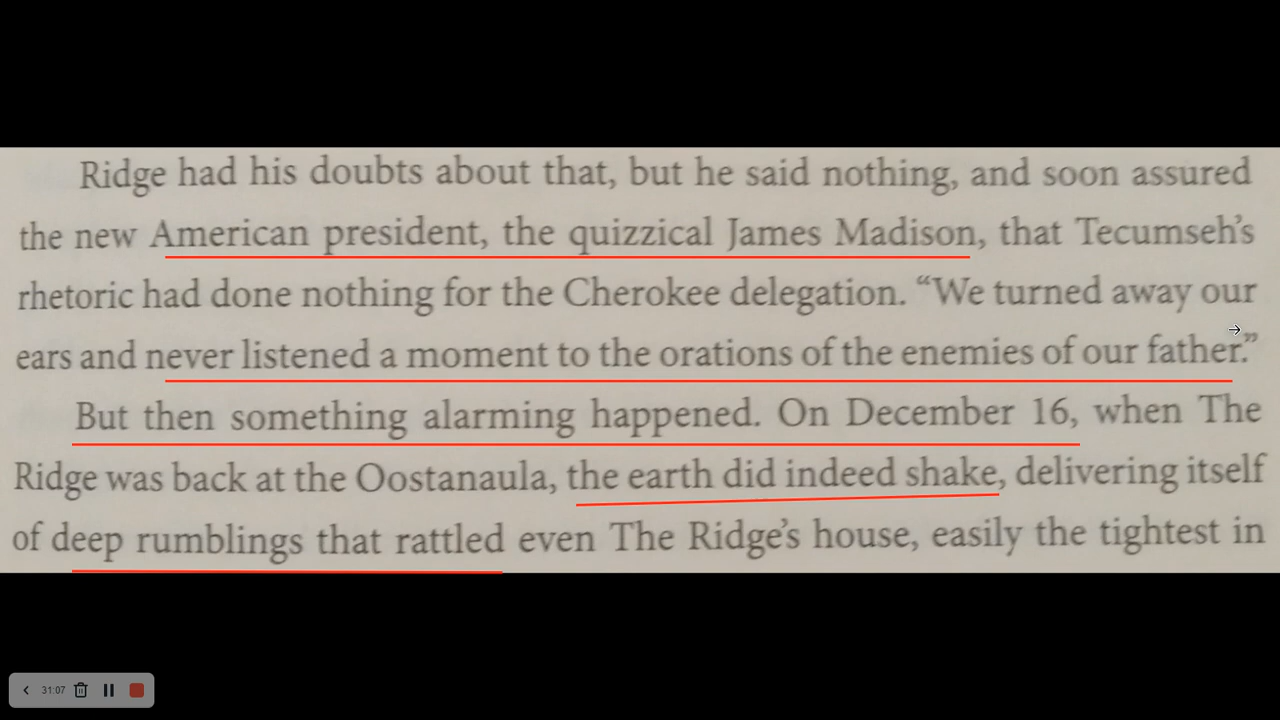 Ridge had his doubts about that, but he said nothing, and soon assured
the new American president, the quizzical James Madison, that Tecumseh's
rhetoric had done nothing for the Cherokee delegation. “We turned away our
ears and never listened a moment to the orations of the enemies of our father.”
But then something alarming happened. On December 16, when The
Ridge was back at the Oostanaula, the earth did indeed shake, delivering itself
of deep rumblings that rattled even The Ridge's house, easily the tightest in
31:07